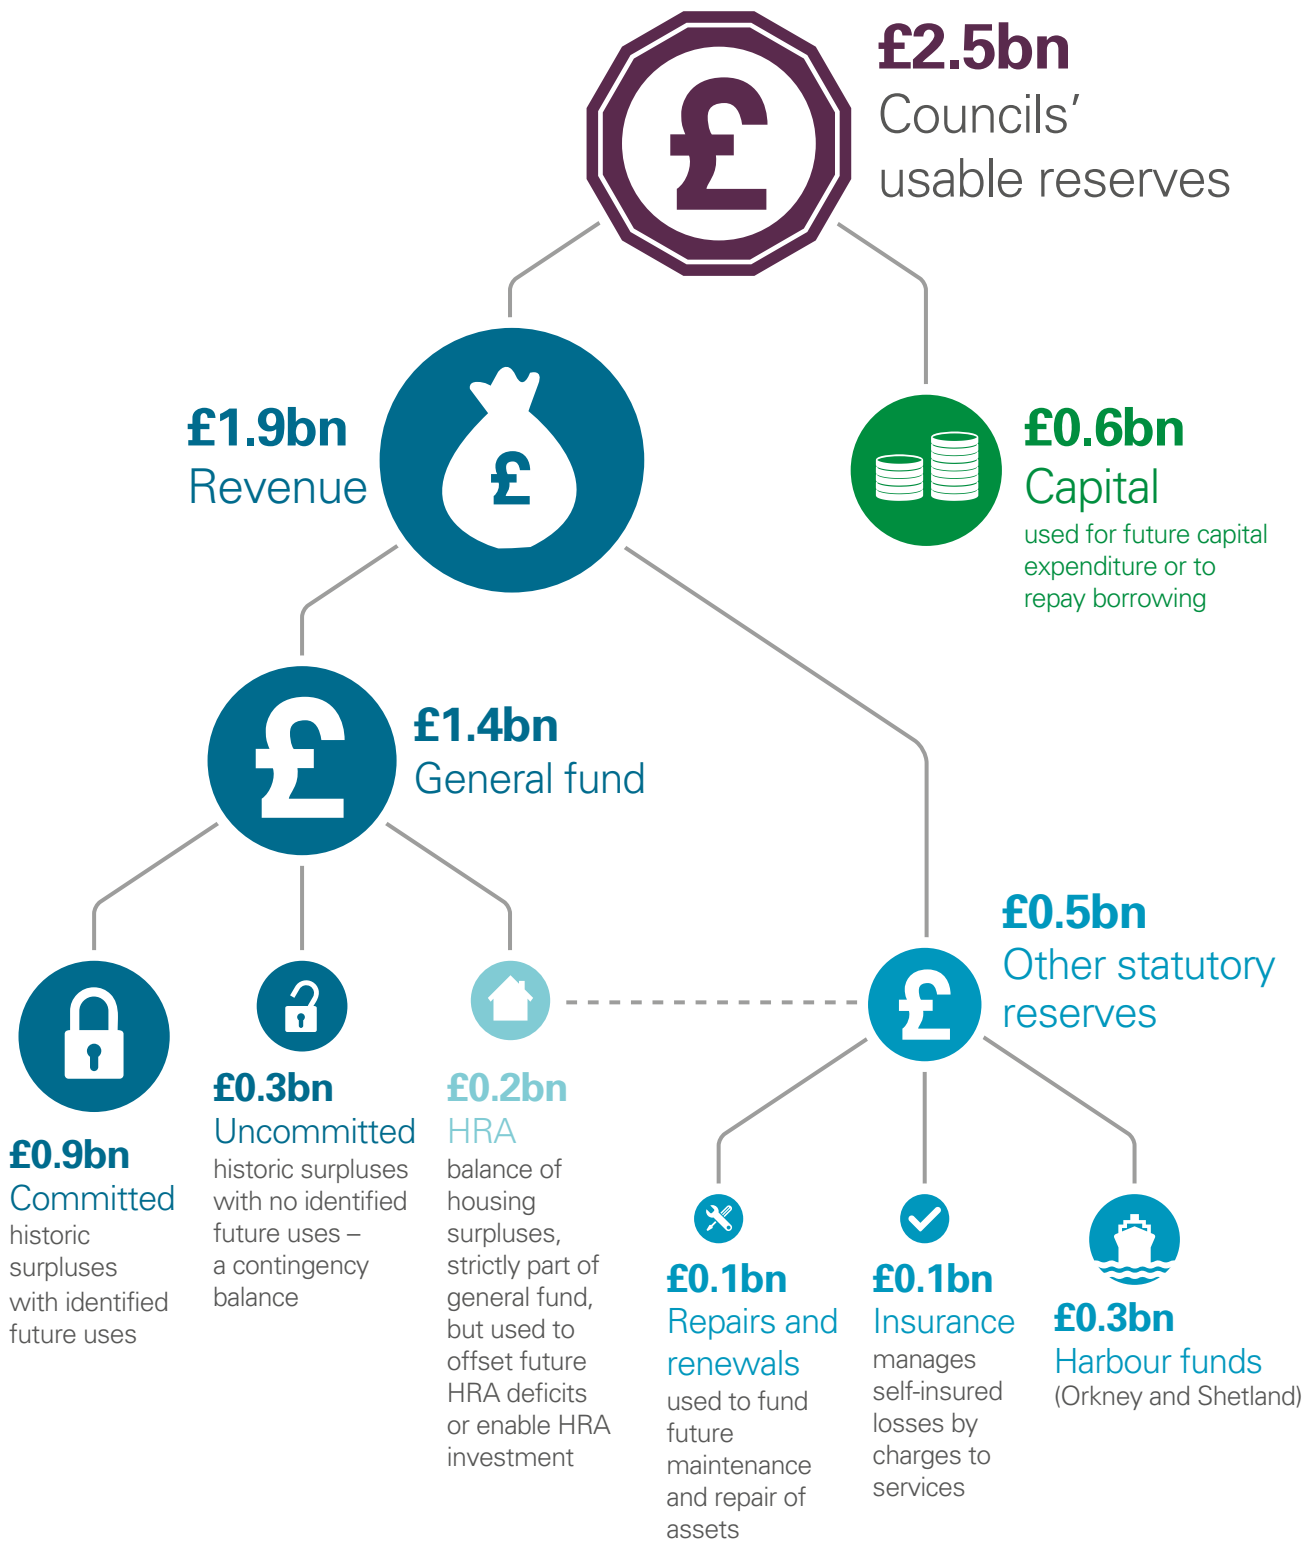 £2.5bn
Councils’
usable reserves
£
£1.9bn
Revenue
£
£0.6bn
Capital
used for future capital
expenditure or to
repay borrowing
£
£1.4bn
General fund
£0.9bn
Committed
historic
surpluses
with identified
future uses
£0.3bn
Uncommitted
historic surpluses
with no identified
future uses –
a contingency
balance
£0.2bn
HRA
balance of
housing
surpluses,
strictly part of
general fund,
but used to
offset future
HRA deficits
or enable HRA
investment
£
£0.5bn
Other statutory
reserves
£0.1bn
Repairs and
renewals
used to fund
future
maintenance
and repair of
assets
£0.1bn
Insurance
manages
self-insured
losses by
charges to
services
£0.3bn
Harbour funds
(Orkney and Shetland)